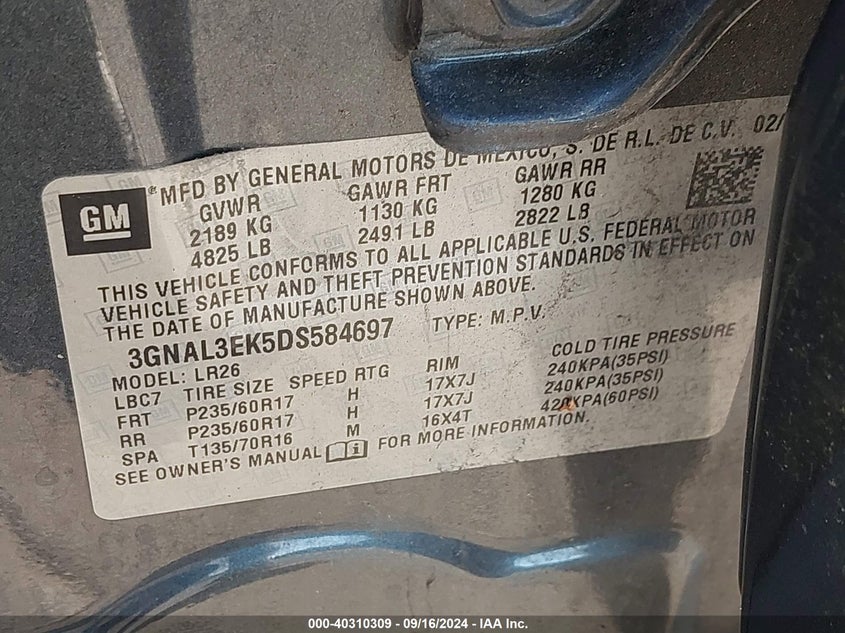 GM
® MFD BY GENERAL MOTORS DE MEXICO, S. DE R.L. DE C.V. 02/
GVWR GAWR FRT GAWR RR
2189 KG 1130 KG 1280 KG
4825 LB 2491 LB 2822 LB
THIS VEHICLE CONFORMS TO ALL APPLICABLE U.S. FEDERAL MOTOR
VEHICLE SAFETY AND THEFT PREVENTION STANDARDS IN EFFECT ON
THE DATE OF MANUFACTURE SHOWN ABOVE.
3GNAL3EK5DS584697 TYPE: M.P.V.
MODEL: LR26
LBC7 TIRE SIZE SPEED RTG RIM COLD TIRE PRESSURE
FRT P235/60R17 H 17X7J 240KPA(35PSI)
RR P235/60R17 H 17X7J 240KPA(35PSI)
SPA T135/70R16 M 16X4T 420KPA(60PSI)
SEE OWNER'S MANUAL FOR MORE INFORMATION.
000-40310309 - 09/16/2024 - IAA Inc.